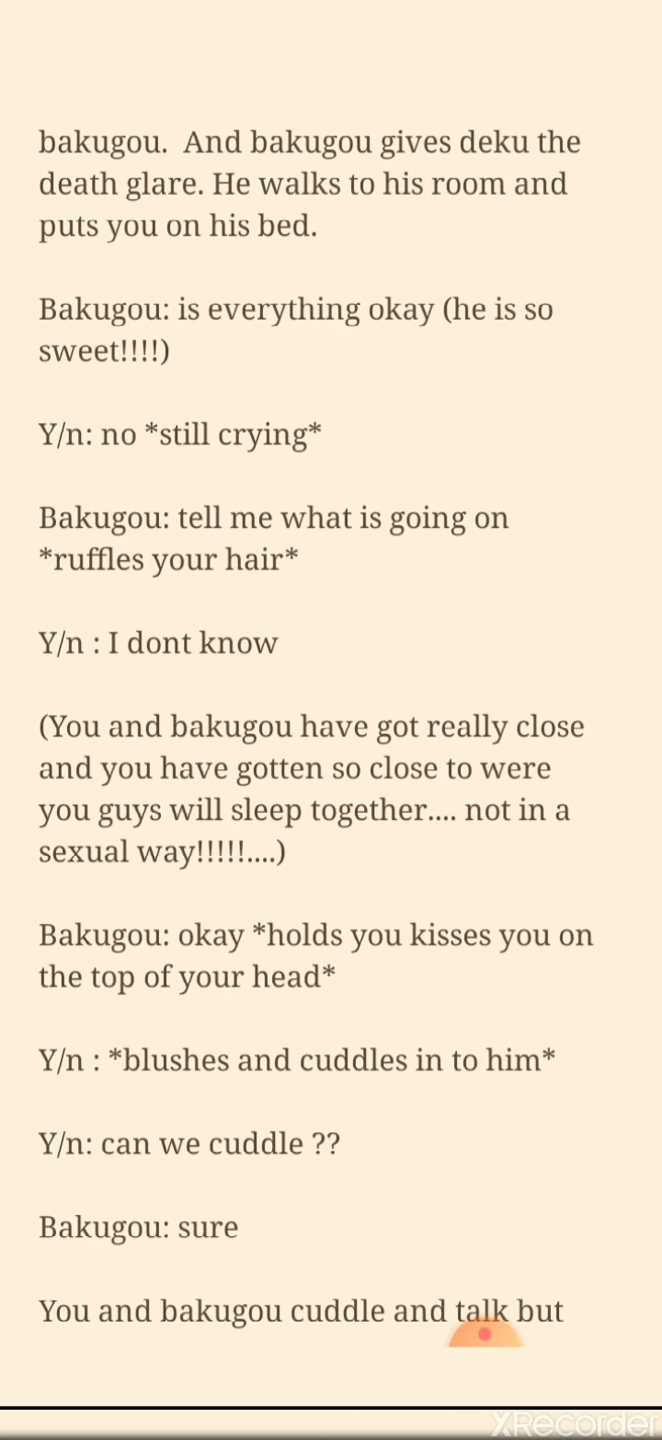 bakugou.  And bakugou gives deku the
death glare. He walks to his room and
puts you on his bed.
Bakugou: is everything okay (he is so
sweet!!!!)
Y/n: no *still crying*
Bakugou: tell me what is going on
*ruffles your hair*
Y/n : I dont know
(You and bakugou have got really close
and you have gotten so close to were
you guys will sleep together.... not in a
sexual way!!!!!....)
Bakugou: okay *holds you kisses you on
the top of your head*
Y/n : *blushes and cuddles in to him*
Y/n: can we cuddle ??
Bakugou: sure
You and bakugou cuddle and talk but
XRecorder